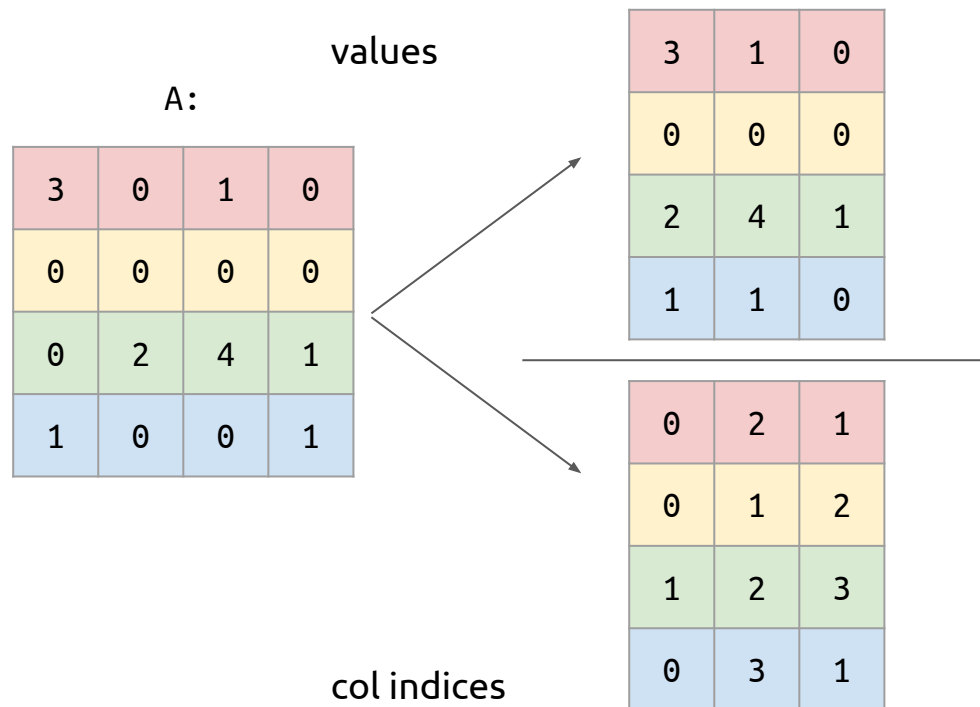 values
A:
3 0 1 0
0 0 0 0
0 2 4 1
1 0 0 1
3 1 0
0 0 0
2 4 1
1 1 0
0 2 1
0 1 2
1 2 3
0 3 1
col indices